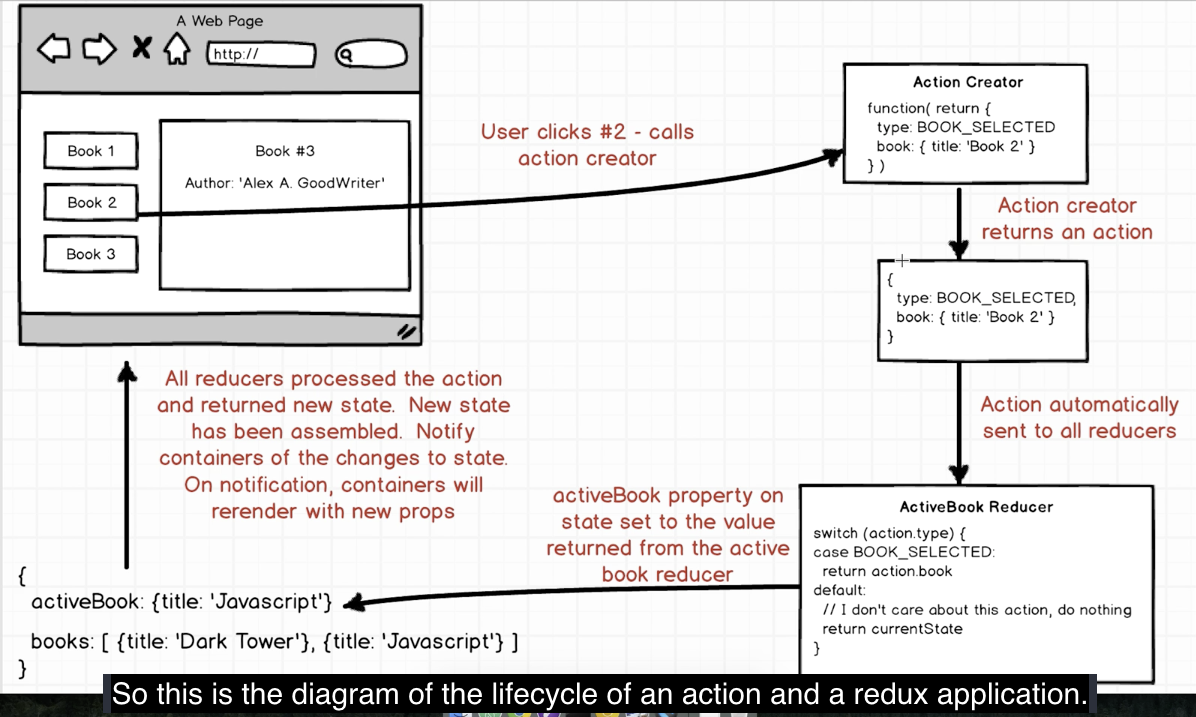 A Web Page
http://
Book 1
Book 2
Book 3
Book #3
Author: 'Alex A. GoodWriter'
User clicks #2 - calls
action creator
Action Creator
function( return {
type: BOOK_SELECTED
book: { title: 'Book 2' }
} )
Action creator
returns an action
{
type: BOOK_SELECTED,
book: { title: 'Book 2' }
}
Action automatically
sent to all reducers
ActiveBook Reducer
switch (action.type) {
case BOOK_SELECTED:
return action.book
default:
// I don't care about this action, do nothing
return currentState
}
activeBook property on
state set to the value
returned from the active
book reducer
All reducers processed the action
and returned new state. New state
has been assembled. Notify
containers of the changes to state.
On notification, containers will
rerender with new props
{
activeBook: {title: 'Javascript'}
books: [ {title: 'Dark Tower'}, {title: 'Javascript'} ]
}
So this is the diagram of the lifecycle of an action and a redux application.